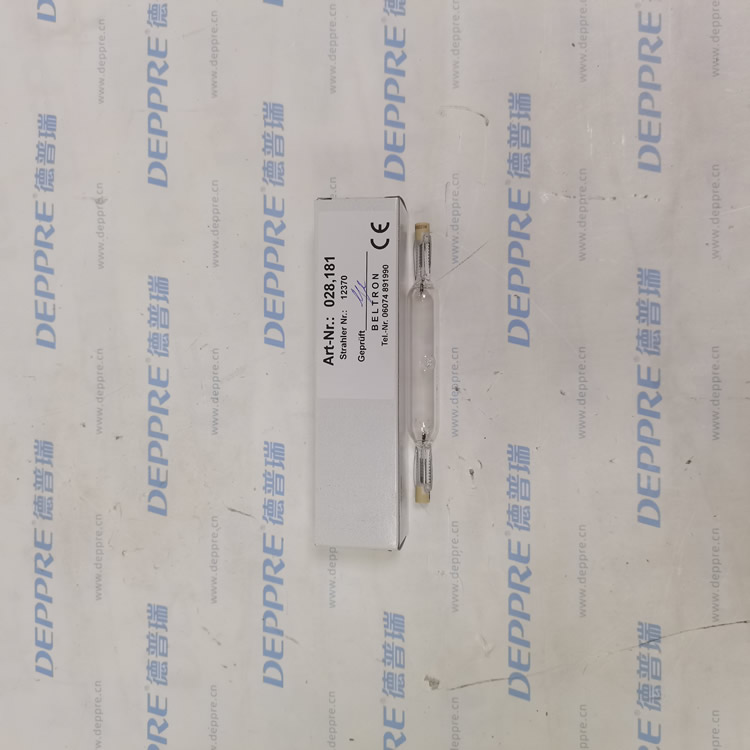 Art-Nr.: 028.181
Strahler Nr.: 12370
Geprüft
BELTRON
Tel.-Nr. 06074 891990
CE
DEPPRE®德普瑞
www.deppre.cn